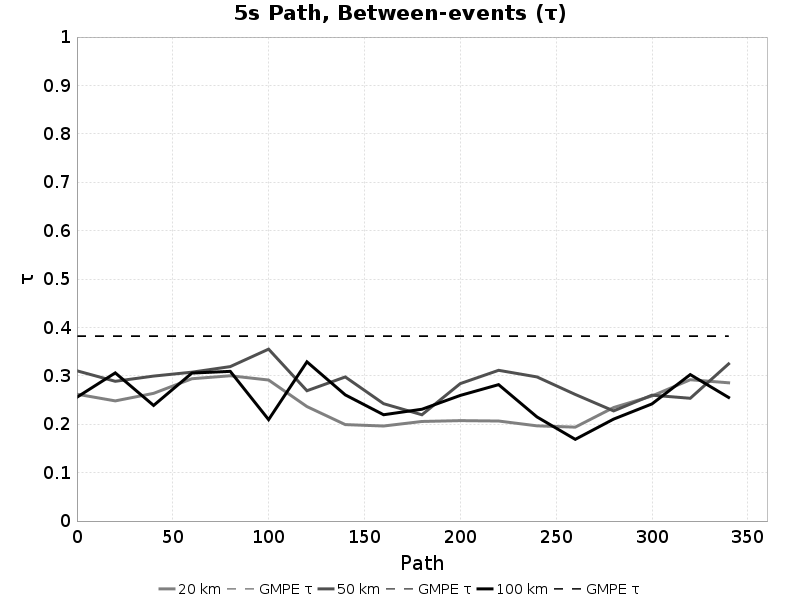 5s Path, Between-events (τ)
1
0.9
0.8
0.7
0.6
0.5
0.4
0.3
0.2
0.1
0
τ
0 50 100 150 200 250 300 350
Path
20 km GMPE τ 50 km GMPE τ 100 km GMPE τ